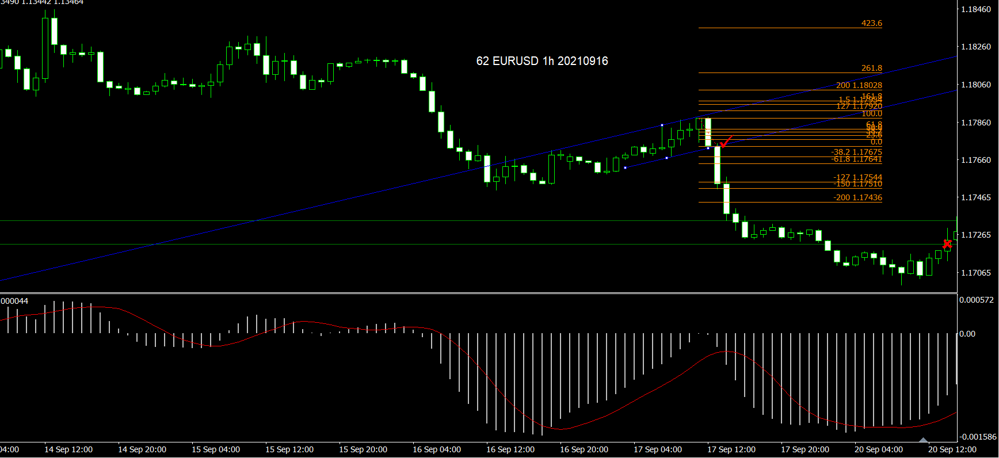 3490 1.13442 1.13464
62 EURUSD 1h 20210916
423.6
261.8
200 1.18028
161.8
1.5 1.17954
127 1.17920
100.0
61.8
23.6
0.0
-38.2 1.17675
-61.8 1.17641
-127 1.17544
-150 1.17510
-200 1.17436
1.18460
1.18260
1.18060
1.17860
1.17660
1.17465
1.17265
1.17065
000044
0.000572
0.00
-0.001586
04:00
14 Sep 12:00
14 Sep 20:00
15 Sep 04:00
15 Sep 12:00
15 Sep 20:00
16 Sep 04:00
16 Sep 12:00
16 Sep 20:00
17 Sep 04:00
17 Sep 12:00
17 Sep 20:00
20 Sep 04:00
20 Sep 12:00